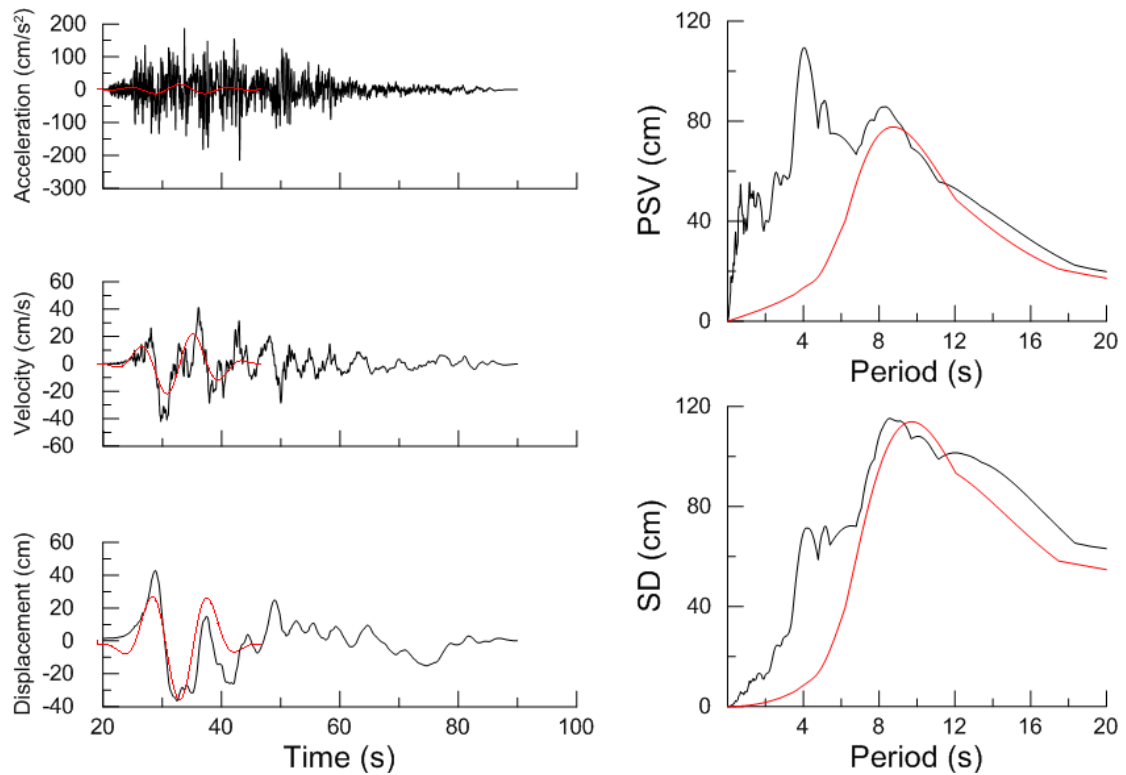 Acceleration (cm/s²)
200
100
0
-100
-200
-300
Velocity (cm/s)
60
40
20
0
-20
-40
-60
Displacement (cm)
60
40
20
0
-20
-40
20 40 60 80 100
Time (s)
PSV (cm)
120
80
40
0
4 8 12 16 20
Period (s)
SD (cm)
120
80
40
0
4 8 12 16 20
Period (s)